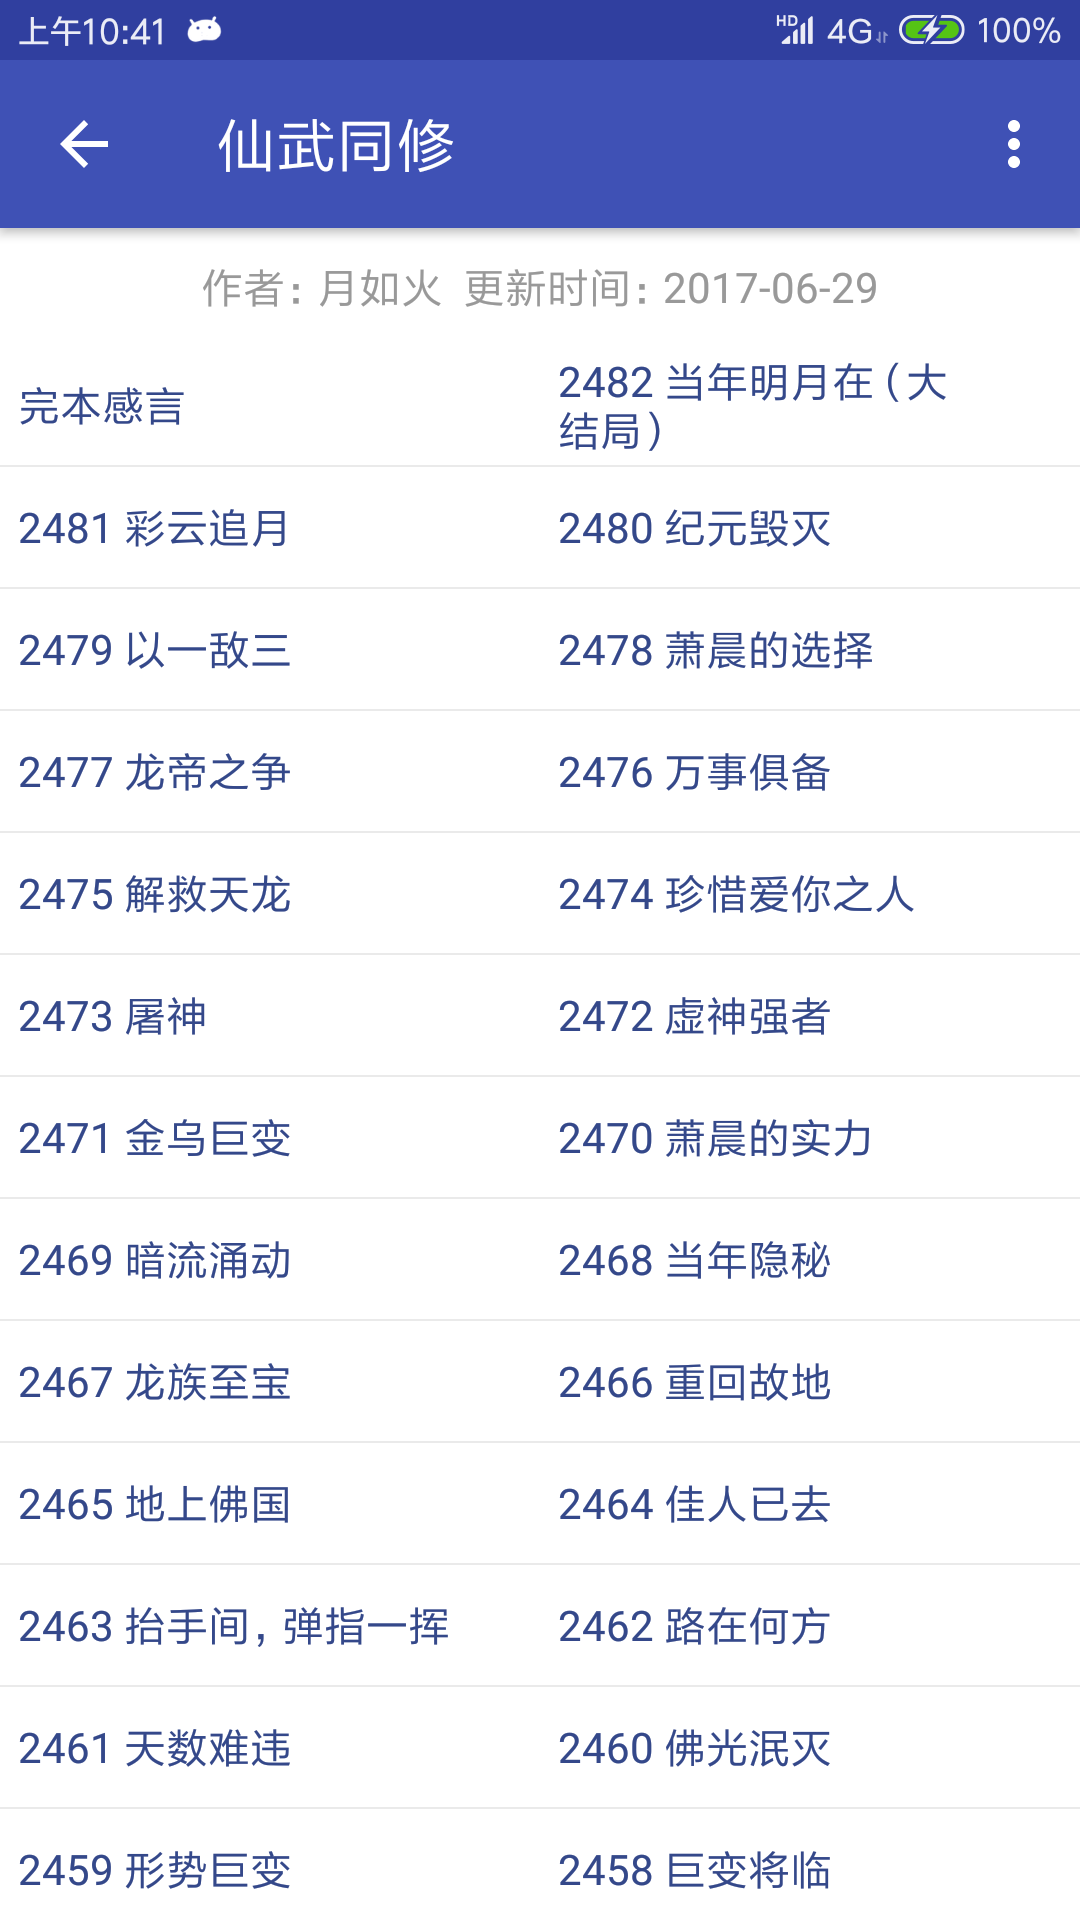 上午10:41 HD 4G 100%
仙武同修
作者：月如火 更新时间：2017-06-29
完本感言
2482 当年明月在（大
结局）
2481 彩云追月
2480 纪元毁灭
2479 以一敌三
2478 萧晨的选择
2477 龙帝之争
2476 万事俱备
2475 解救天龙
2474 珍惜爱你之人
2473 屠神
2472 虚神强者
2471 金乌巨变
2470 萧晨的实力
2469 暗流涌动
2468 当年隐秘
2467 龙族至宝
2466 重回故地
2465 地上佛国
2464 佳人已去
2463 抬手间，弹指一挥
2462 路在何方
2461 天数难违
2460 佛光泯灭
2459 形势巨变
2458 巨变将临